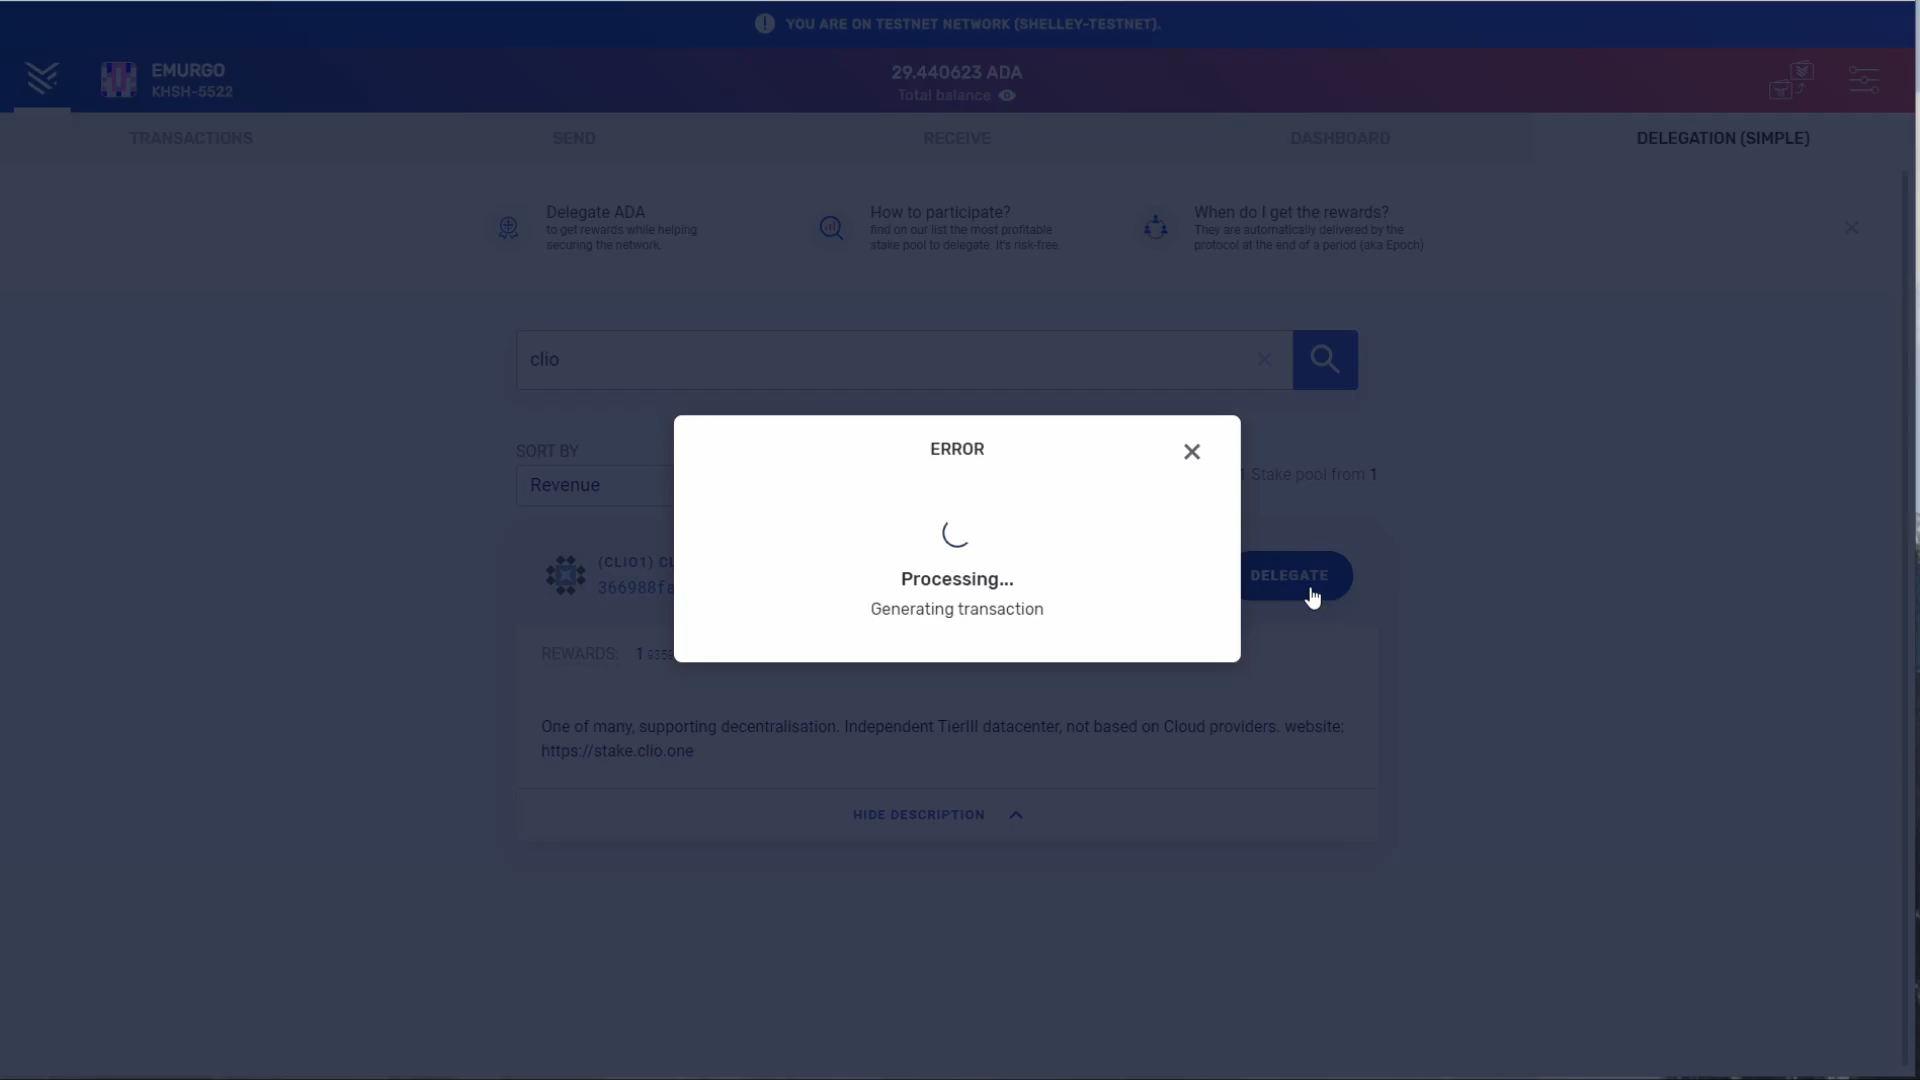 YOU ARE ON TESTNET NETWORK (SHELLEY-TESTNET).
EMURGO
KHSH-5522
29.440623 ADA
Total balance
TRANSACTIONS
SEND
RECEIVE
DASHBOARD
DELEGATION (SIMPLE)
Delegate ADA
to get rewards while helping
securing the network.
How to participate?
find on our list the most profitable
stake pool to delegate. It's risk-free.
When do I get the rewards?
They are automatically delivered by the
protocol at the end of a period (aka Epoch)
clio
SORT BY
Revenue
Stake pool from 1
ERROR
Processing...
Generating transaction
(CLIO1)
DELEGATE
REWARDS:
One of many, supporting decentralisation. Independent TierIII datacenter, not based on Cloud providers. website;
https://stake.clio.one
HIDE DESCRIPTION